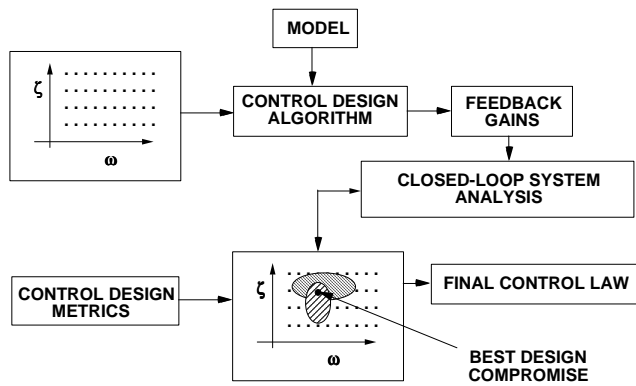 MODEL
ζ
ω
CONTROL DESIGN
ALGORITHM
FEEDBACK
GAINS
CLOSED-LOOP SYSTEM
ANALYSIS
CONTROL DESIGN
METRICS
ζ
ω
FINAL CONTROL LAW
BEST DESIGN
COMPROMISE